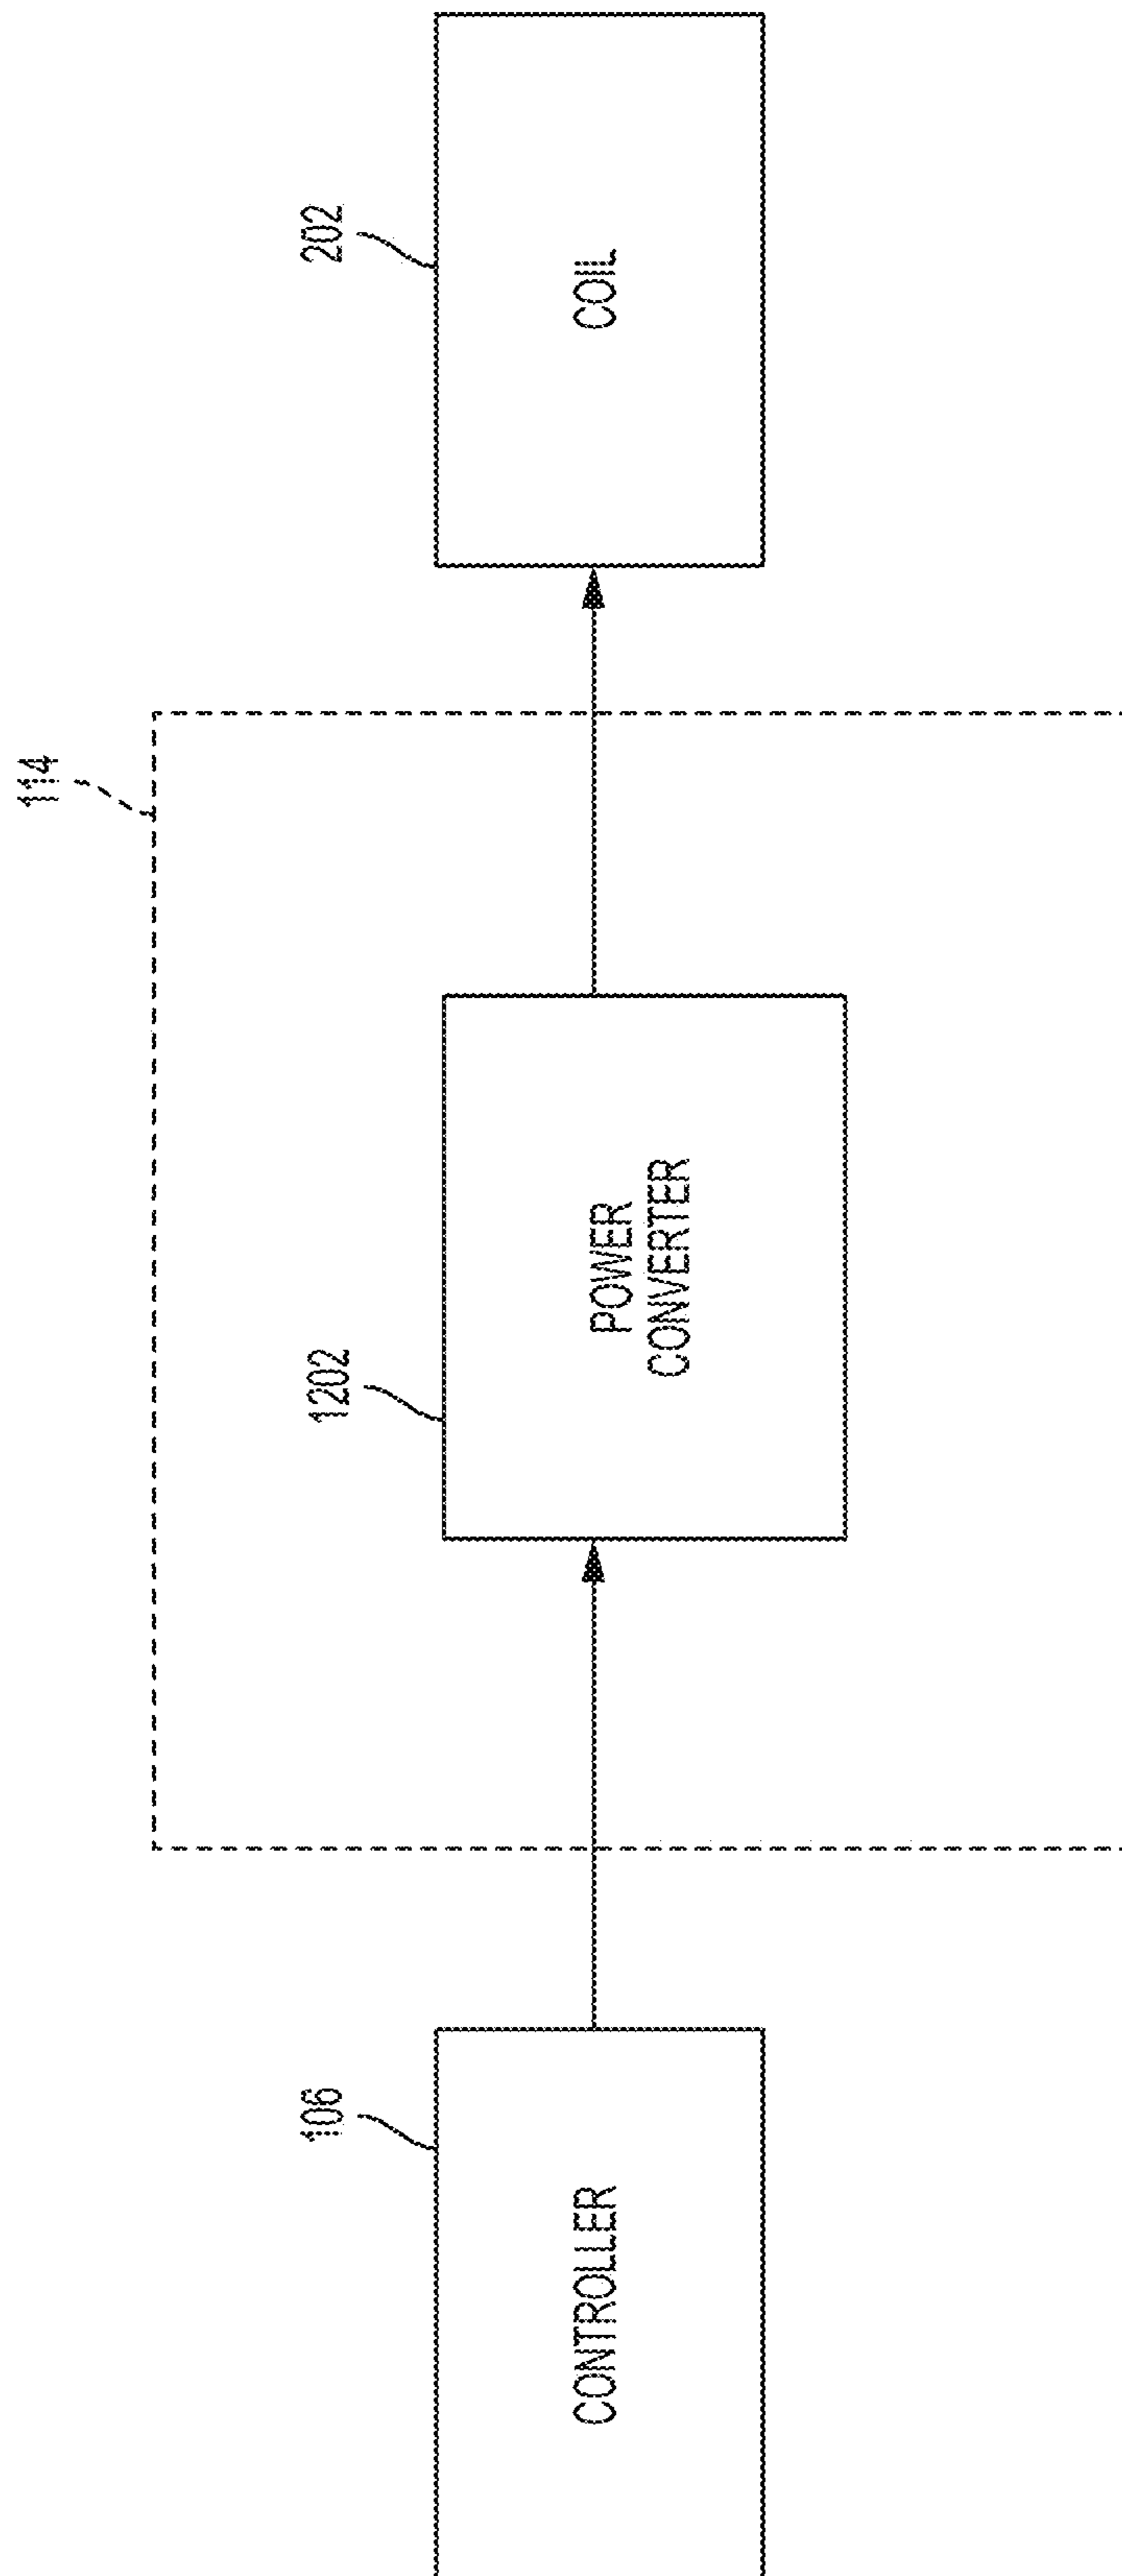 114
106
CONTROLLER
1202
POWER
CONVERTER
202
COIL